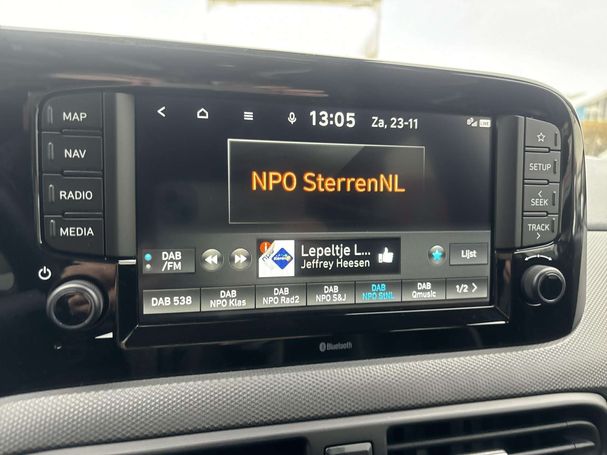 MAP
NAV
RADIO
MEDIA
13:05 Za, 23-11
LIVE
NPO SterrenNL
SETUP
SEEK
TRACK
DAB
/FM
Lepeltje L...
Jeffrey Heesen
Lijst
DAB 538
DAB
NPO Klas
DAB
NPO Rad2
DAB
NPO S&J
DAB
NPO StNL
DAB
Qmusic
1/2
Bluetooth